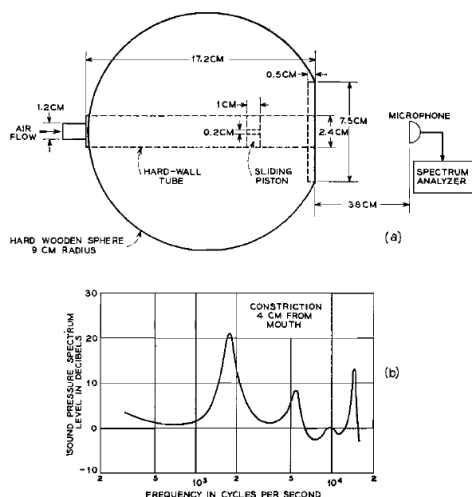 (a)
17.2CM
0.5CM
1.2CM
1CM
0.2CM
7.5CM
2.4CM
AIR
FLOW
HARD-WALL
TUBE
SLIDING
PISTON
MICROPHONE
SPECTRUM
ANALYZER
38CM
HARD WOODEN SPHERE
9 CM RADIUS
(a)
(b)
SOUND PRESSURE SPECTRUM
LEVEL IN DECIBELS
30
20
10
0
-10
CONSTRICTION
4 CM FROM
MOUTH
2 5 10³ 2 5 10⁴ 2
FREQUENCY IN CYCLES PER SECOND